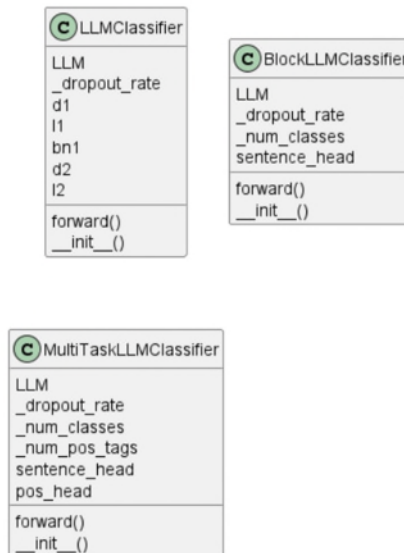 C LLMClassifier
LLM
_dropout_rate
d1
l1
bn1
d2
l2
forward()
__init__()
C BlockLLMClassifier
LLM
_dropout_rate
_num_classes
sentence_head
forward()
__init__()
C MultiTaskLLMClassifier
LLM
_dropout_rate
_num_classes
_num_pos_tags
sentence_head
pos_head
forward()
__init__()